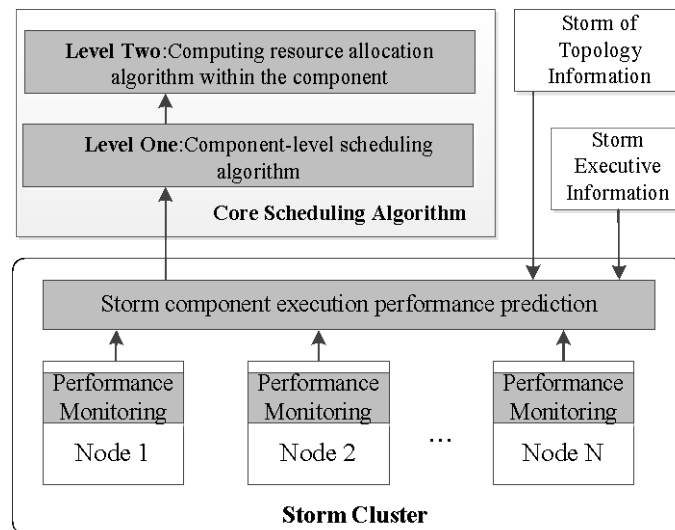 Level Two:Computing resource allocation
algorithm within the component
Level One:Component-level scheduling
algorithm
Core Scheduling Algorithm
Storm of
Topology
Information
Storm
Executive
Information
Storm component execution performance prediction
Performance
Monitoring
Node 1
Performance
Monitoring
Node 2
...
Performance
Monitoring
Node N
Storm Cluster